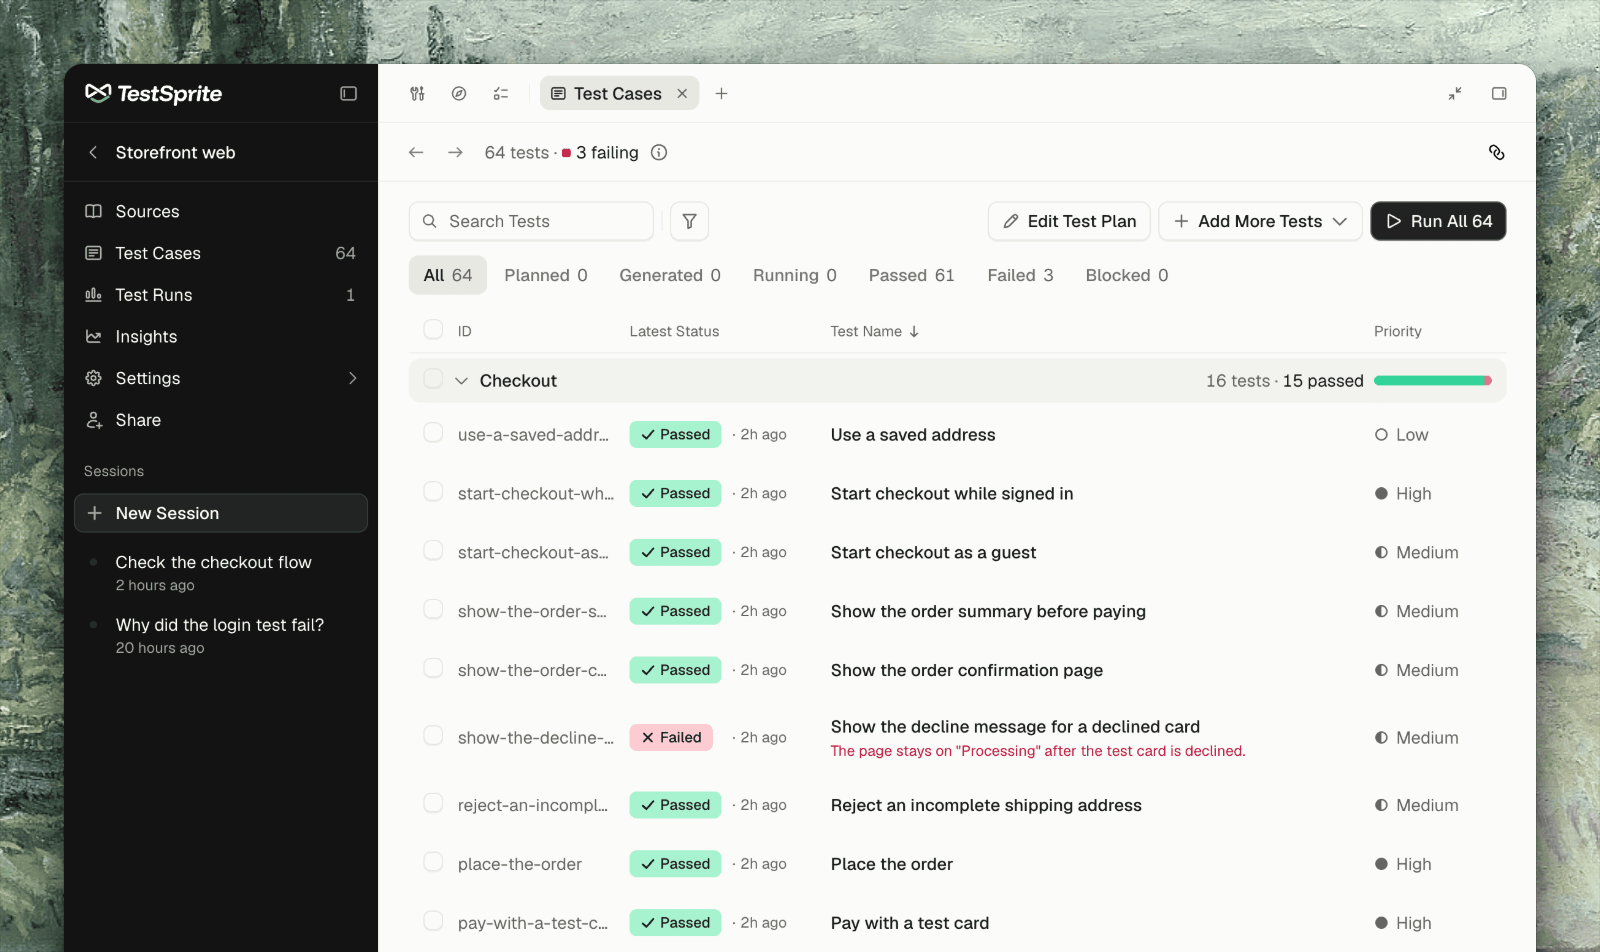 TestSprite
Storefront web
Sources
Test Cases 64
Test Runs 1
Insights
Settings
Share
Sessions
New Session
Check the checkout flow
2 hours ago
Why did the login test fail?
20 hours ago
Test Cases
64 tests · 3 failing
Search Tests
Edit Test Plan
Add More Tests
Run All 64
All 64 Planned 0 Generated 0 Running 0 Passed 61 Failed 3 Blocked 0
ID Latest Status Test Name ↓ Priority
Checkout 16 tests · 15 passed
use-a-saved-addr... Passed · 2h ago Use a saved address Low
start-checkout-wh... Passed · 2h ago Start checkout while signed in High
start-checkout-as... Passed · 2h ago Start checkout as a guest Medium
show-the-order-s... Passed · 2h ago Show the order summary before paying Medium
show-the-order-c... Passed · 2h ago Show the order confirmation page Medium
show-the-decline-... Failed · 2h ago Show the decline message for a declined card Medium
The page stays on "Processing" after the test card is declined.
reject-an-incompl... Passed · 2h ago Reject an incomplete shipping address Medium
place-the-order Passed · 2h ago Place the order High
pay-with-a-test-c... Passed · 2h ago Pay with a test card High